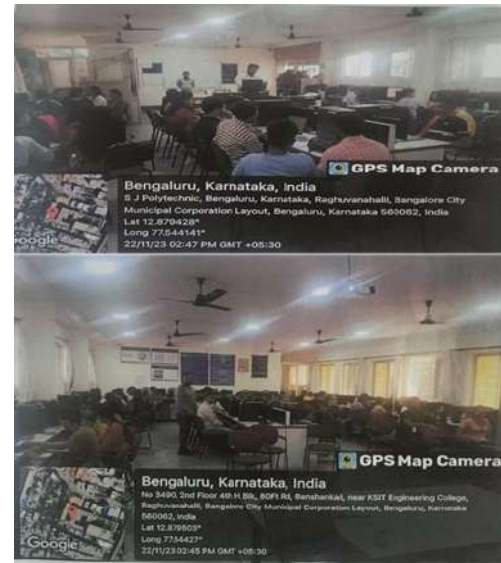 GPS Map Camera
Bengaluru, Karnataka, India
S J Polytechnic, Bengaluru, Karnataka, Raghuvanahalli, Bangalore City
Municipal Corporation Layout, Bengaluru, Karnataka 560062, India
Lat 12.879428°
Long 77.544141°
22/11/23 02:47 PM GMT +05:30
Google
GPS Map Camera
Bengaluru, Karnataka, India
No 3490, 2nd Floor 4th H Blk, 80Ft Rd, Banshankai, near KSIT Engineering College,
Raghuvanahalli, Bangalore City Municipal Corporation Layout, Bengaluru, Karnataka
560062, India
Lat 12.879503°
Long 77.54427°
22/11/23 02:45 PM GMT +05:30
Google